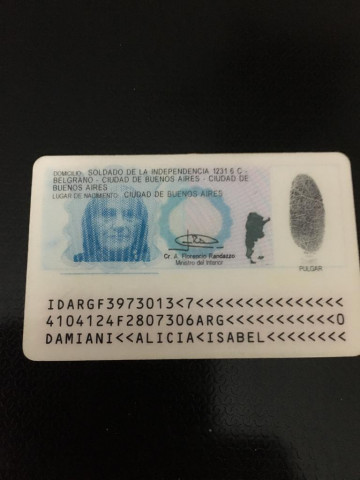 DOMICILIO: SOLDADO DE LA INDEPENDENCIA 1231 6 C -
BELGRANO - CIUDAD DE BUENOS AIRES - CIUDAD DE
BUENOS AIRES
LUGAR DE NACIMIENTO: CIUDAD DE BUENOS AIRES
Cr. A. Florencio Randazzo
Ministro del Interior
PULGAR
IDARGF3973013<7<<<<<<<<<<<<<<<
4104124F2807306ARG<<<<<<<<<<<0
DAMIANI<<ALICIA<ISABEL<<<<<<<<